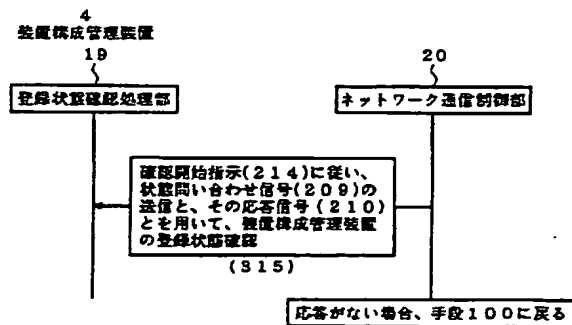 4
装置構成管理装置
19
20
登録状態確認処理部
ネットワーク通信制御部
確認開始指示(214)に従い、
状態問い合わせ信号(209)の
送信と、その応答信号(210)
とを用いて、装置構成管理装置
の登録状態確認
(315)
応答がない場合、手段100に戻る